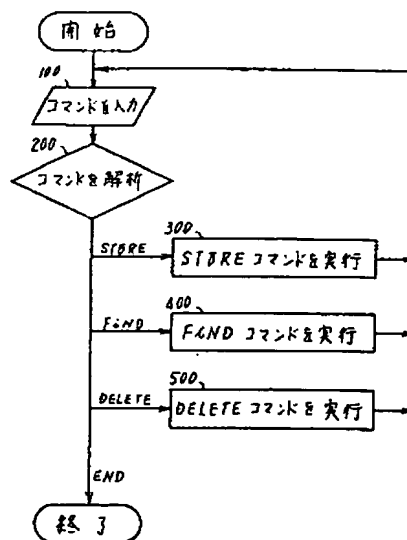 開始
100
コマンドを入力
200
コマンドを解析
STORE
300
STORE コマンドを実行
FiND
400
FiND コマンドを実行
DELETE
500
DELETE コマンドを実行
END
終了